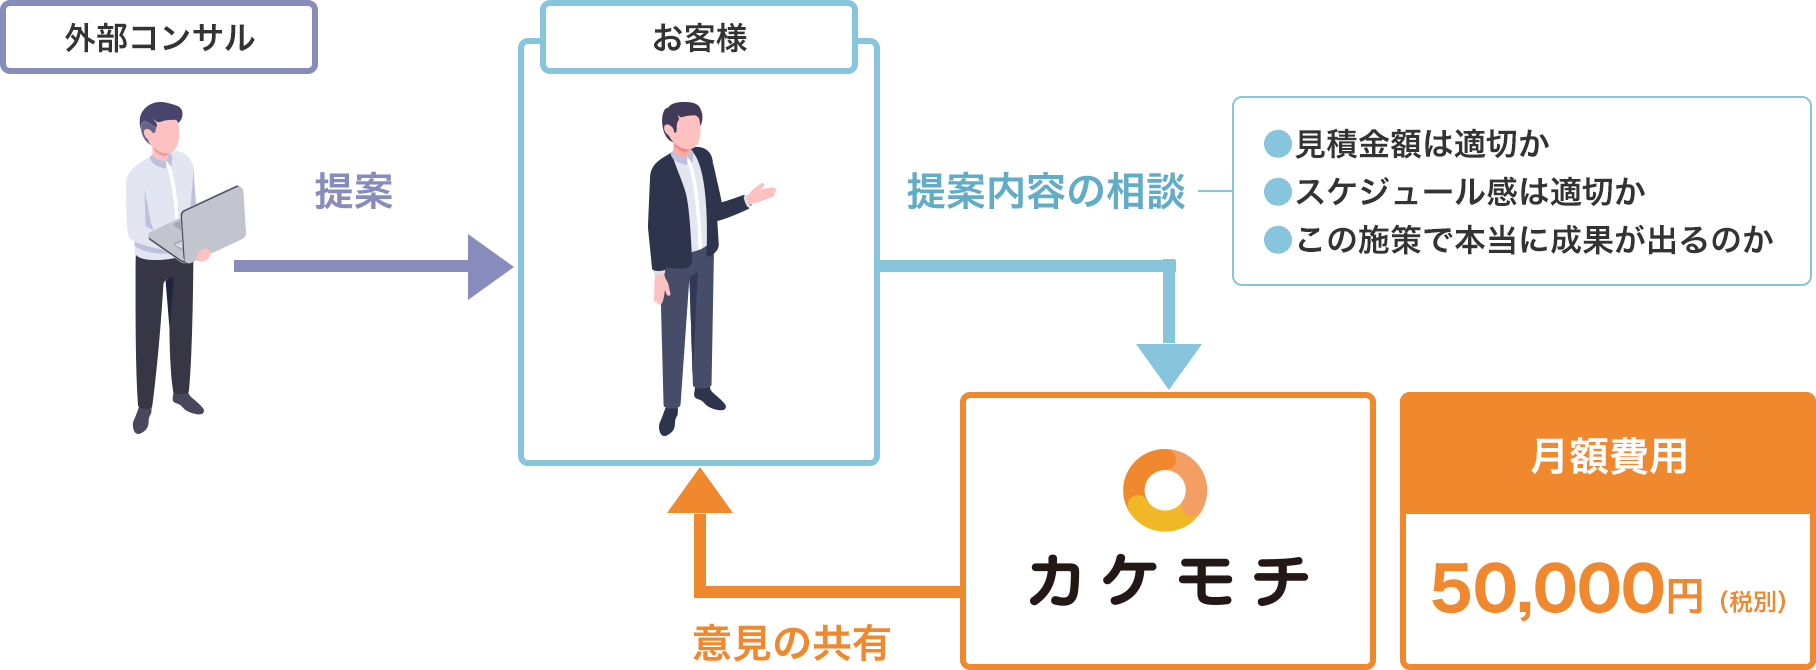 外部コンサル
お客様
提案
提案内容の相談
●見積金額は適切か
●スケジュール感は適切か
●この施策で本当に成果が出るのか
カケモチ
月額費用
50,000円（税別）
意見の共有